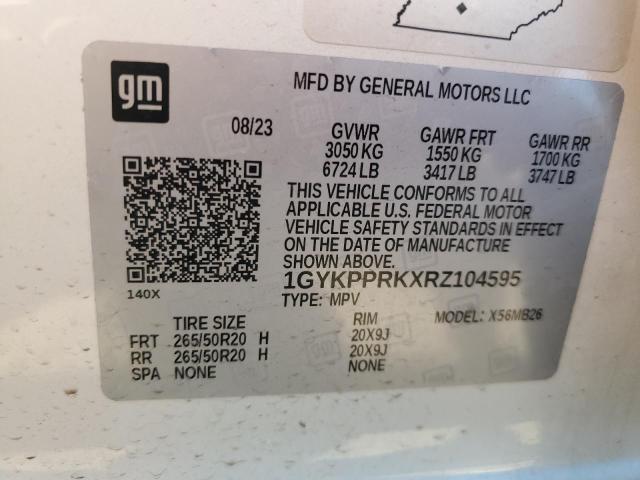 gm
MFD BY GENERAL MOTORS LLC
08/23 GVWR GAWR FRT GAWR RR
3050 KG 1550 KG 1700 KG
6724 LB 3417 LB 3747 LB
THIS VEHICLE CONFORMS TO ALL
APPLICABLE U.S. FEDERAL MOTOR
VEHICLE SAFETY STANDARDS IN EFFECT
ON THE DATE OF MANUFACTURE
SHOWN ABOVE.
1GYKPPRKXRZ104595
140X
TYPE: MPV MODEL: X56MB26
TIRE SIZE RIM
FRT 265/50R20 H 20X9J
RR 265/50R20 H 20X9J
SPA NONE NONE